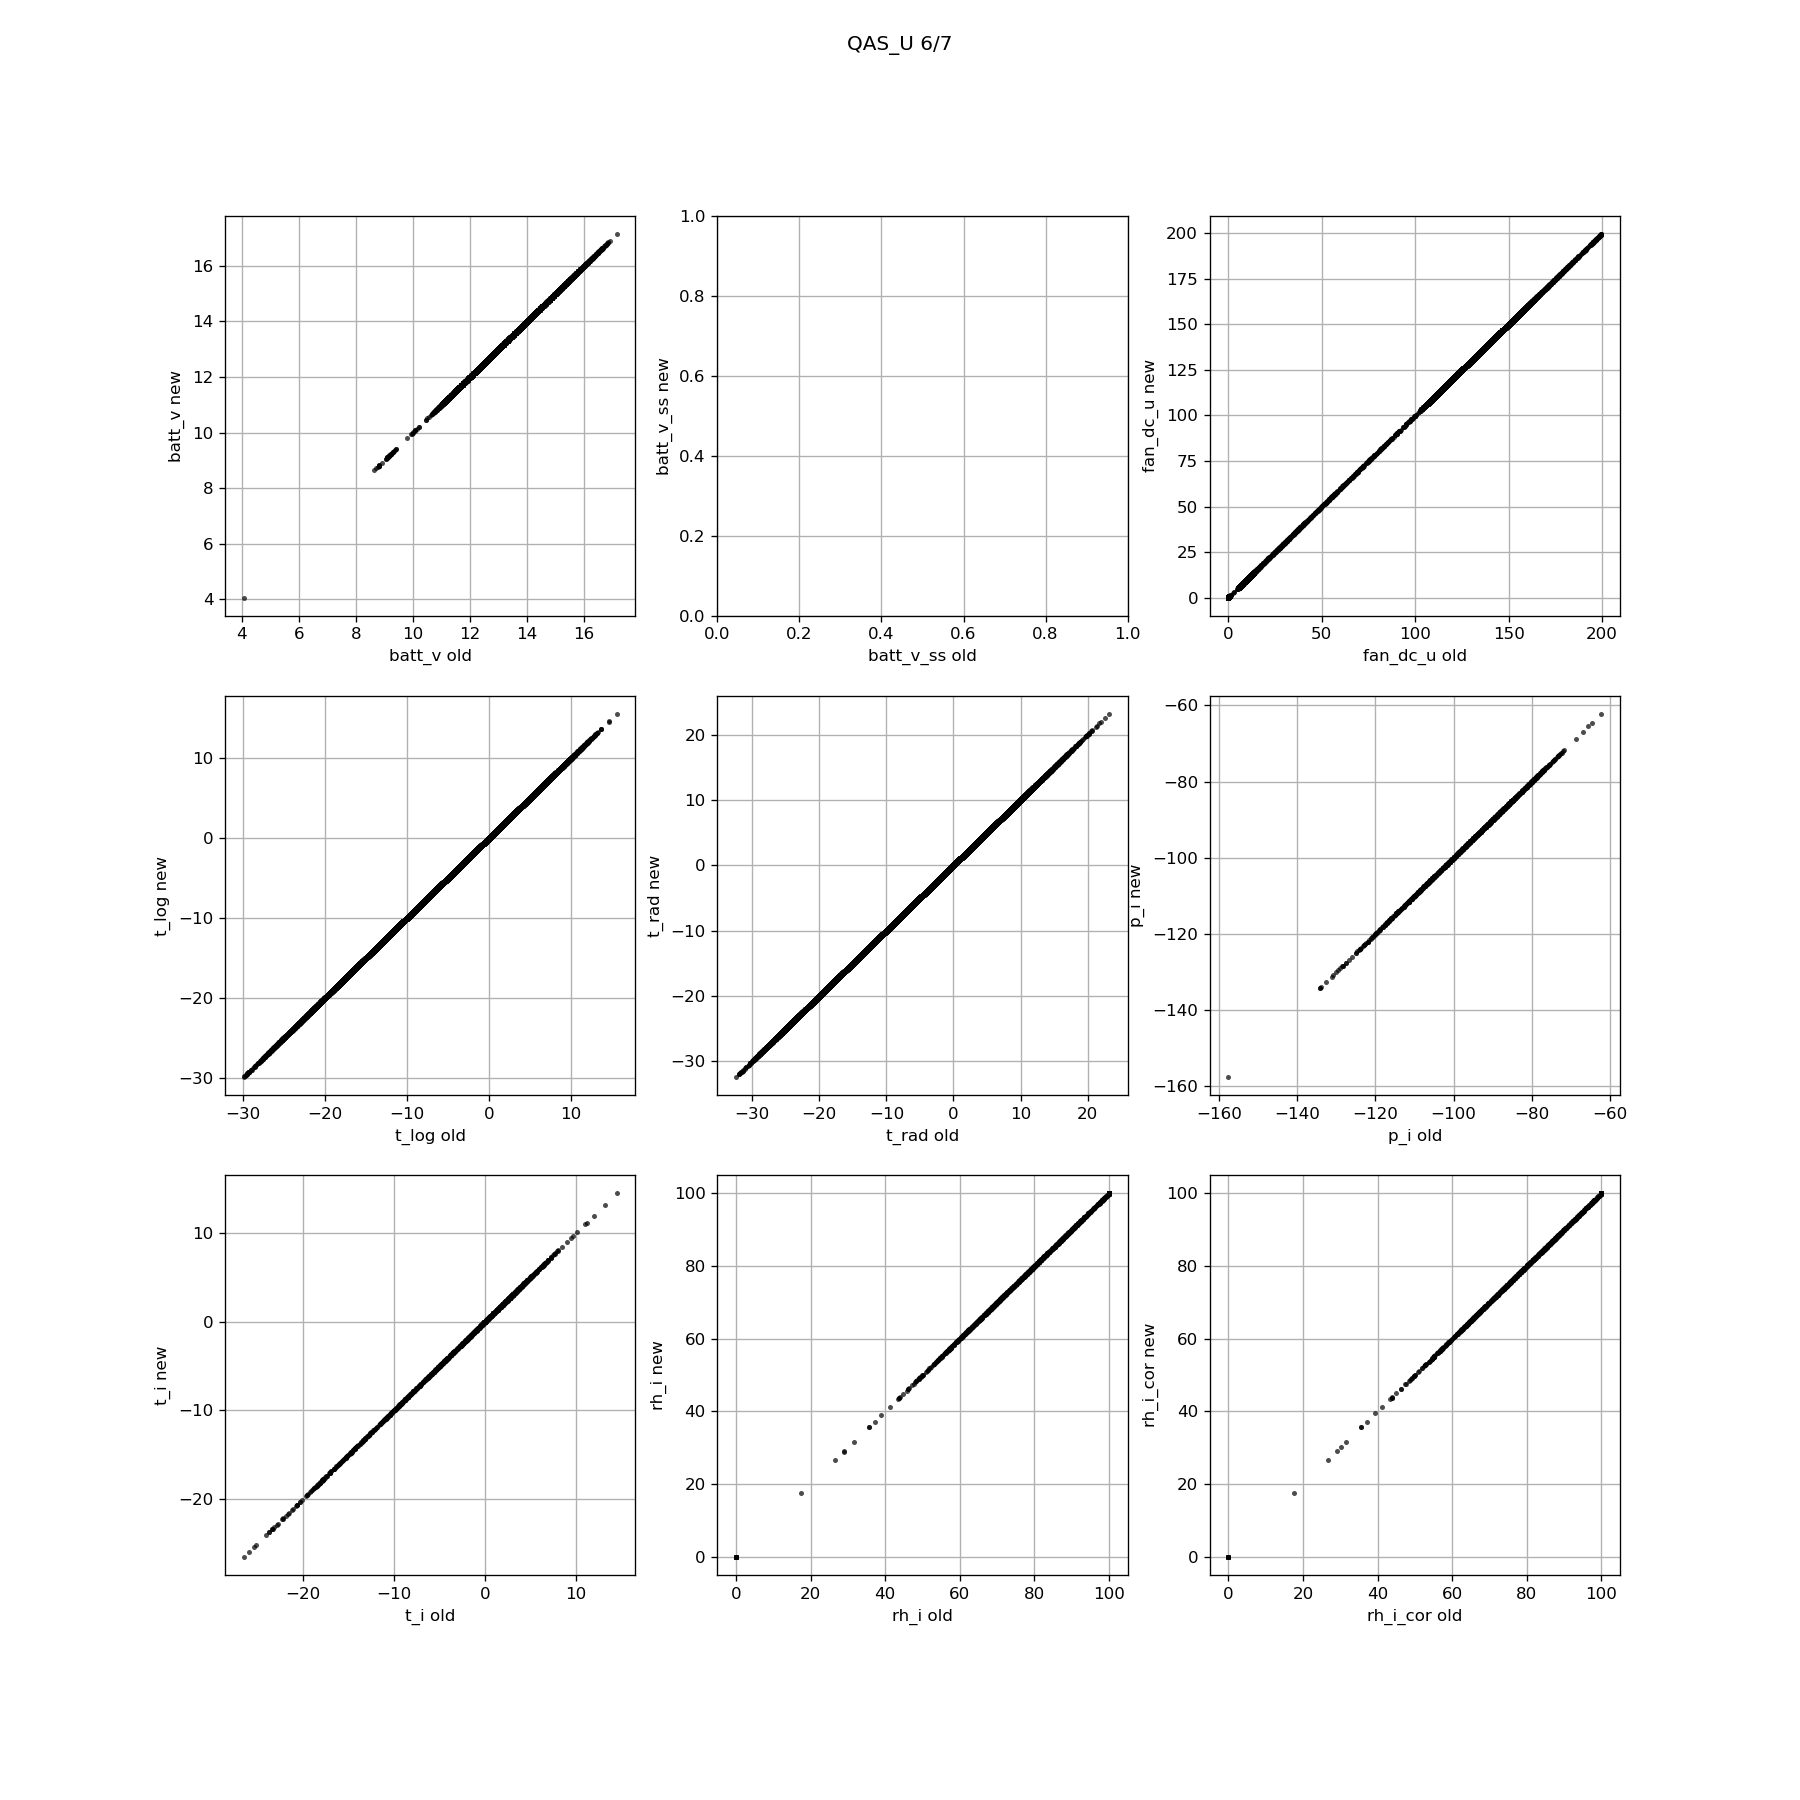 QAS_U 6/7
batt_v new
16
14
12
10
8
6
4
4 6 8 10 12 14 16
batt_v old
batt_v_ss new
1.0
0.8
0.6
0.4
0.2
0.0
0.0 0.2 0.4 0.6 0.8 1.0
batt_v_ss old
fan_dc_u new
200
175
150
125
100
75
50
25
0
0 50 100 150 200
fan_dc_u old
t_log new
10
0
−10
−20
−30
−30 −20 −10 0 10
t_log old
t_rad new
20
10
0
−10
−20
−30
−30 −20 −10 0 10 20
t_rad old
p_i new
−60
−80
−100
−120
−140
−160
−160 −140 −120 −100 −80 −60
p_i old
t_i new
10
0
−10
−20
−20 −10 0 10
t_i old
rh_i new
100
80
60
40
20
0
0 20 40 60 80 100
rh_i old
rh_i_cor new
100
80
60
40
20
0
0 20 40 60 80 100
rh_i_cor old